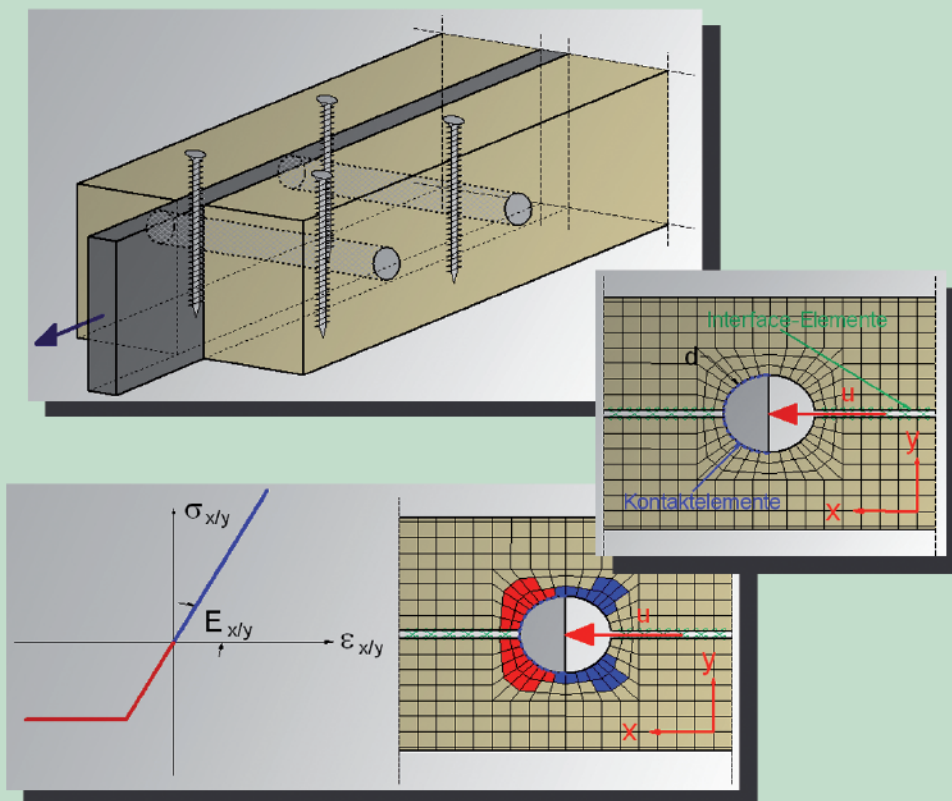 Interface-Elemente
d
u
y
Kontaktelemente
x
σx/y
Ex/y
εx/y
u
y
x